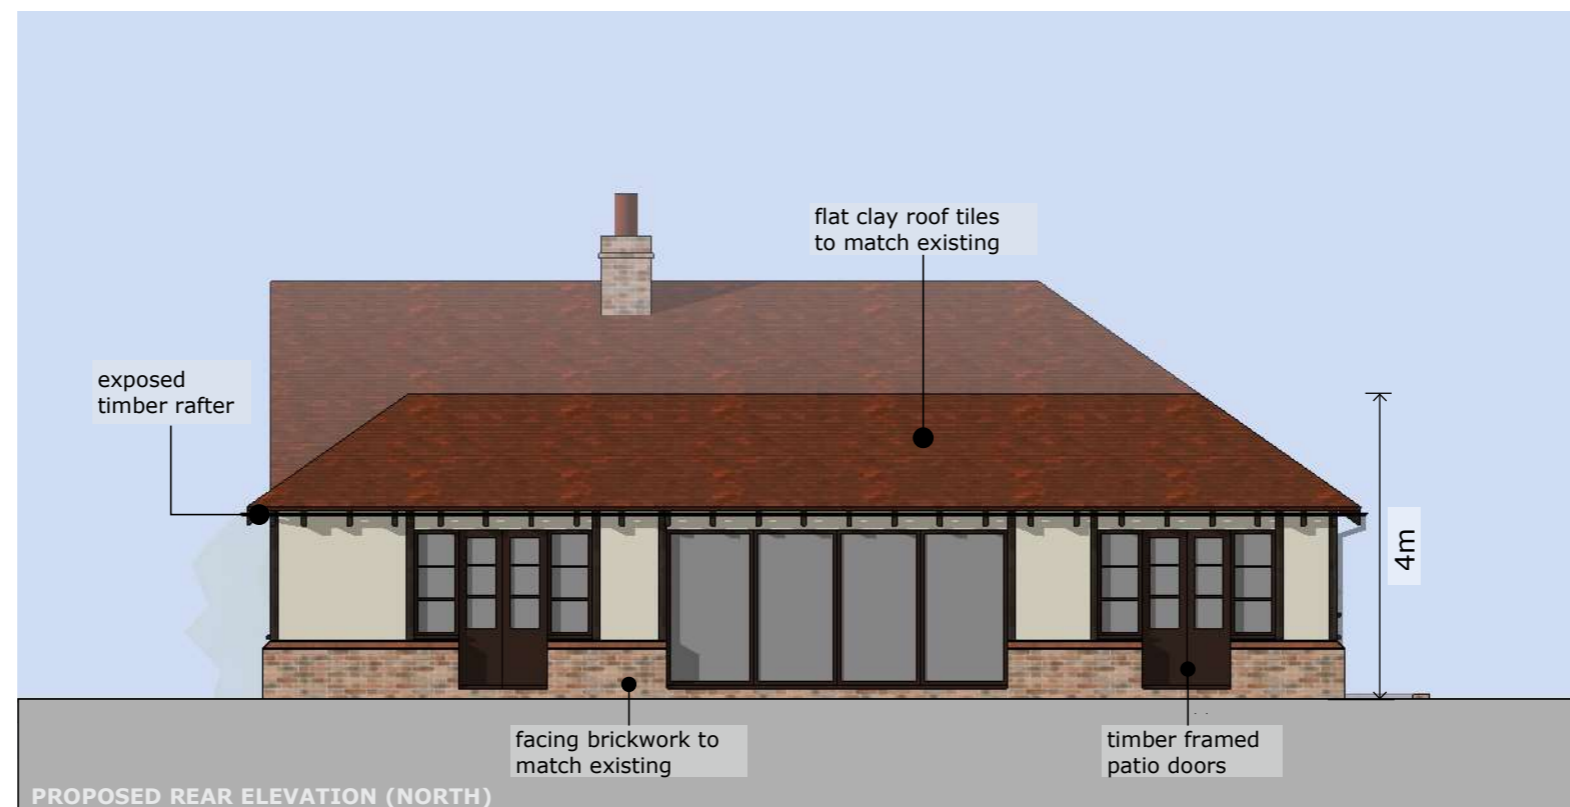 flat clay roof tiles
to match existing
exposed
timber rafter
4m
facing brickwork to
match existing
timber framed
patio doors
PROPOSED REAR ELEVATION (NORTH)